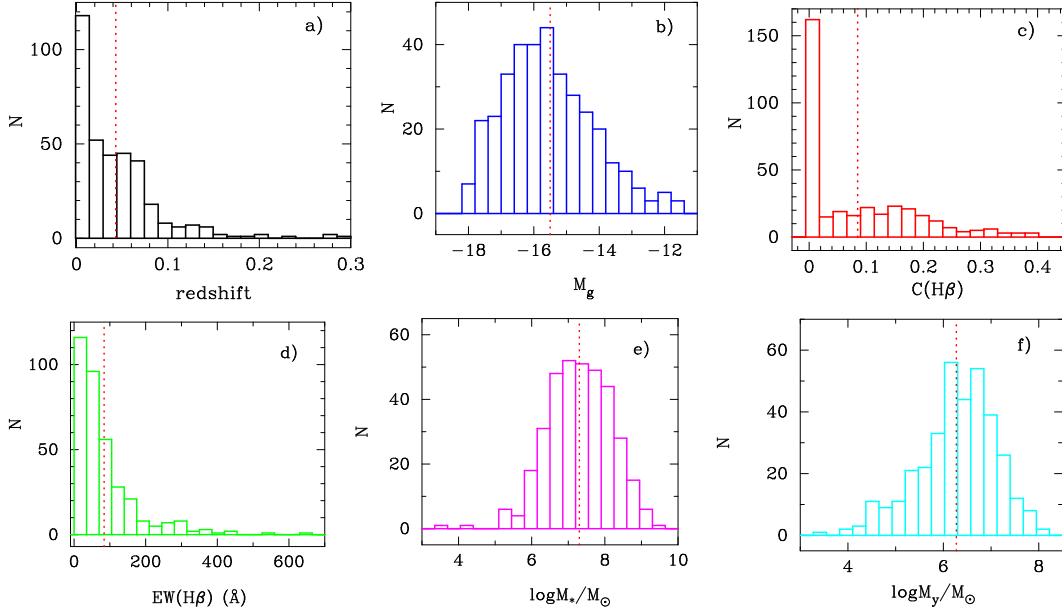 a)
N
100
50
0
0
0.1
0.2
0.3
redshift
b)
N
40
20
0
−18
−16
−14
−12
M_g
c)
N
150
100
50
0
0
0.1
0.2
0.3
0.4
C(Hβ)
d)
N
100
50
0
0
200
400
600
EW(Hβ) (Å)
e)
N
60
40
20
0
4
6
8
10
logM_*/M_⊙
f)
N
60
40
20
0
4
6
8
logM_y/M_⊙